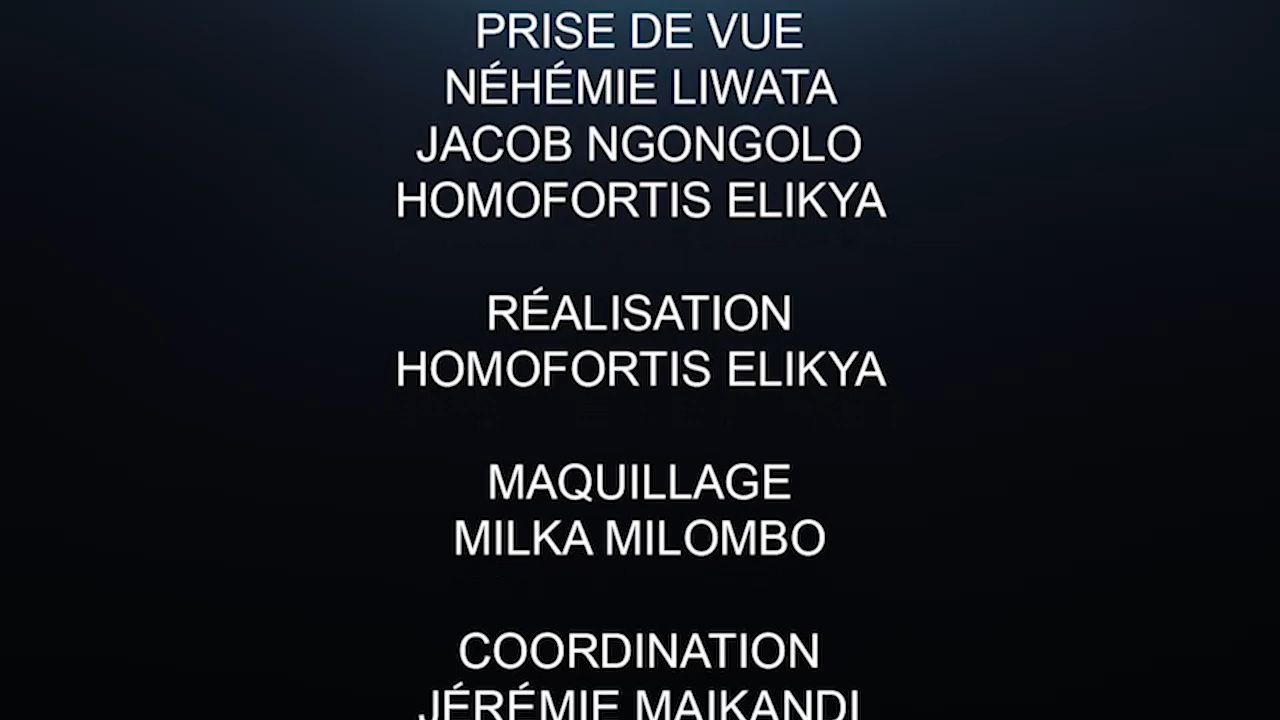 PRISE DE VUE
NÉHÉMIE LIWATA
JACOB NGONGOLO
HOMOFORTIS ELIKYA
RÉALISATION
HOMOFORTIS ELIKYA
MAQUILLAGE
MILKA MILOMBO
COORDINATION
JÉRÉMIE MAIKANDI